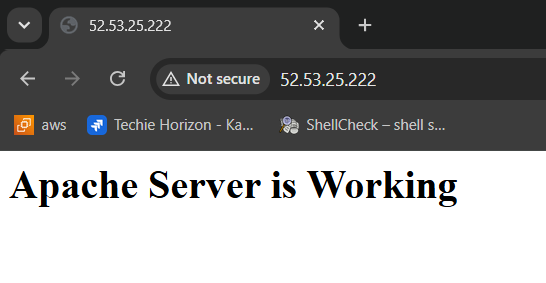 52.53.25.222
Not secure 52.53.25.222
aws Techie Horizon - Ka... ShellCheck – shell s...
Apache Server is Working